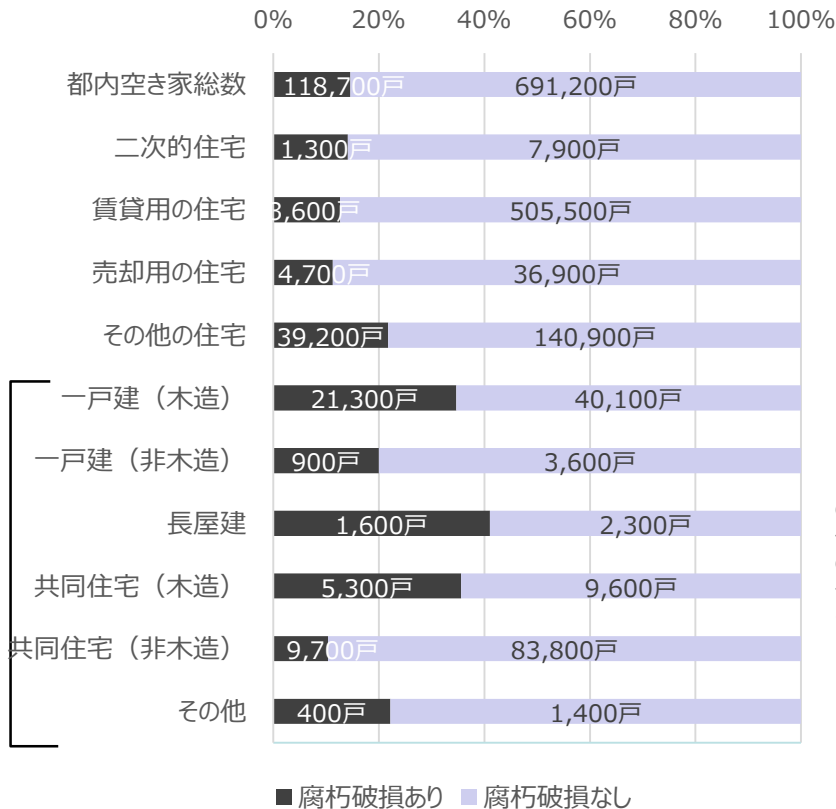 0% 20% 40% 60% 80% 100%
都内空き家総数 118,700戸 691,200戸
二次的住宅 1,300戸 7,900戸
賃貸用の住宅 3,600戸 505,500戸
売却用の住宅 4,700戸 36,900戸
その他の住宅 39,200戸 140,900戸
一戸建（木造） 21,300戸 40,100戸
一戸建（非木造） 900戸 3,600戸
長屋建 1,600戸 2,300戸
共同住宅（木造） 5,300戸 9,600戸
共同住宅（非木造） 9,700戸 83,800戸
その他 400戸 1,400戸
腐朽破損あり 腐朽破損なし